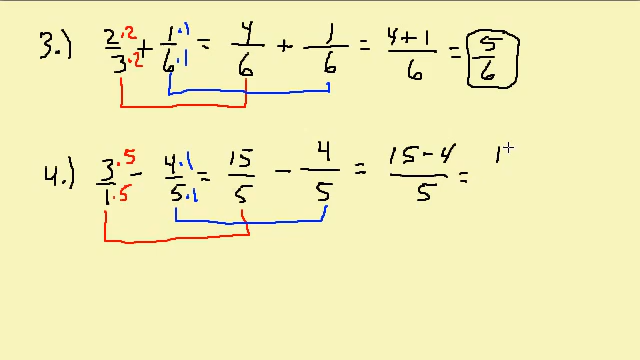 3.) 2·2/3·2 + 1·1/6·1 = 4/6 + 1/6 = 4+1/6 = 5/6
4.) 3·5/1·5 - 4·1/5·1 = 15/5 - 4/5 = 15-4/5 = 1